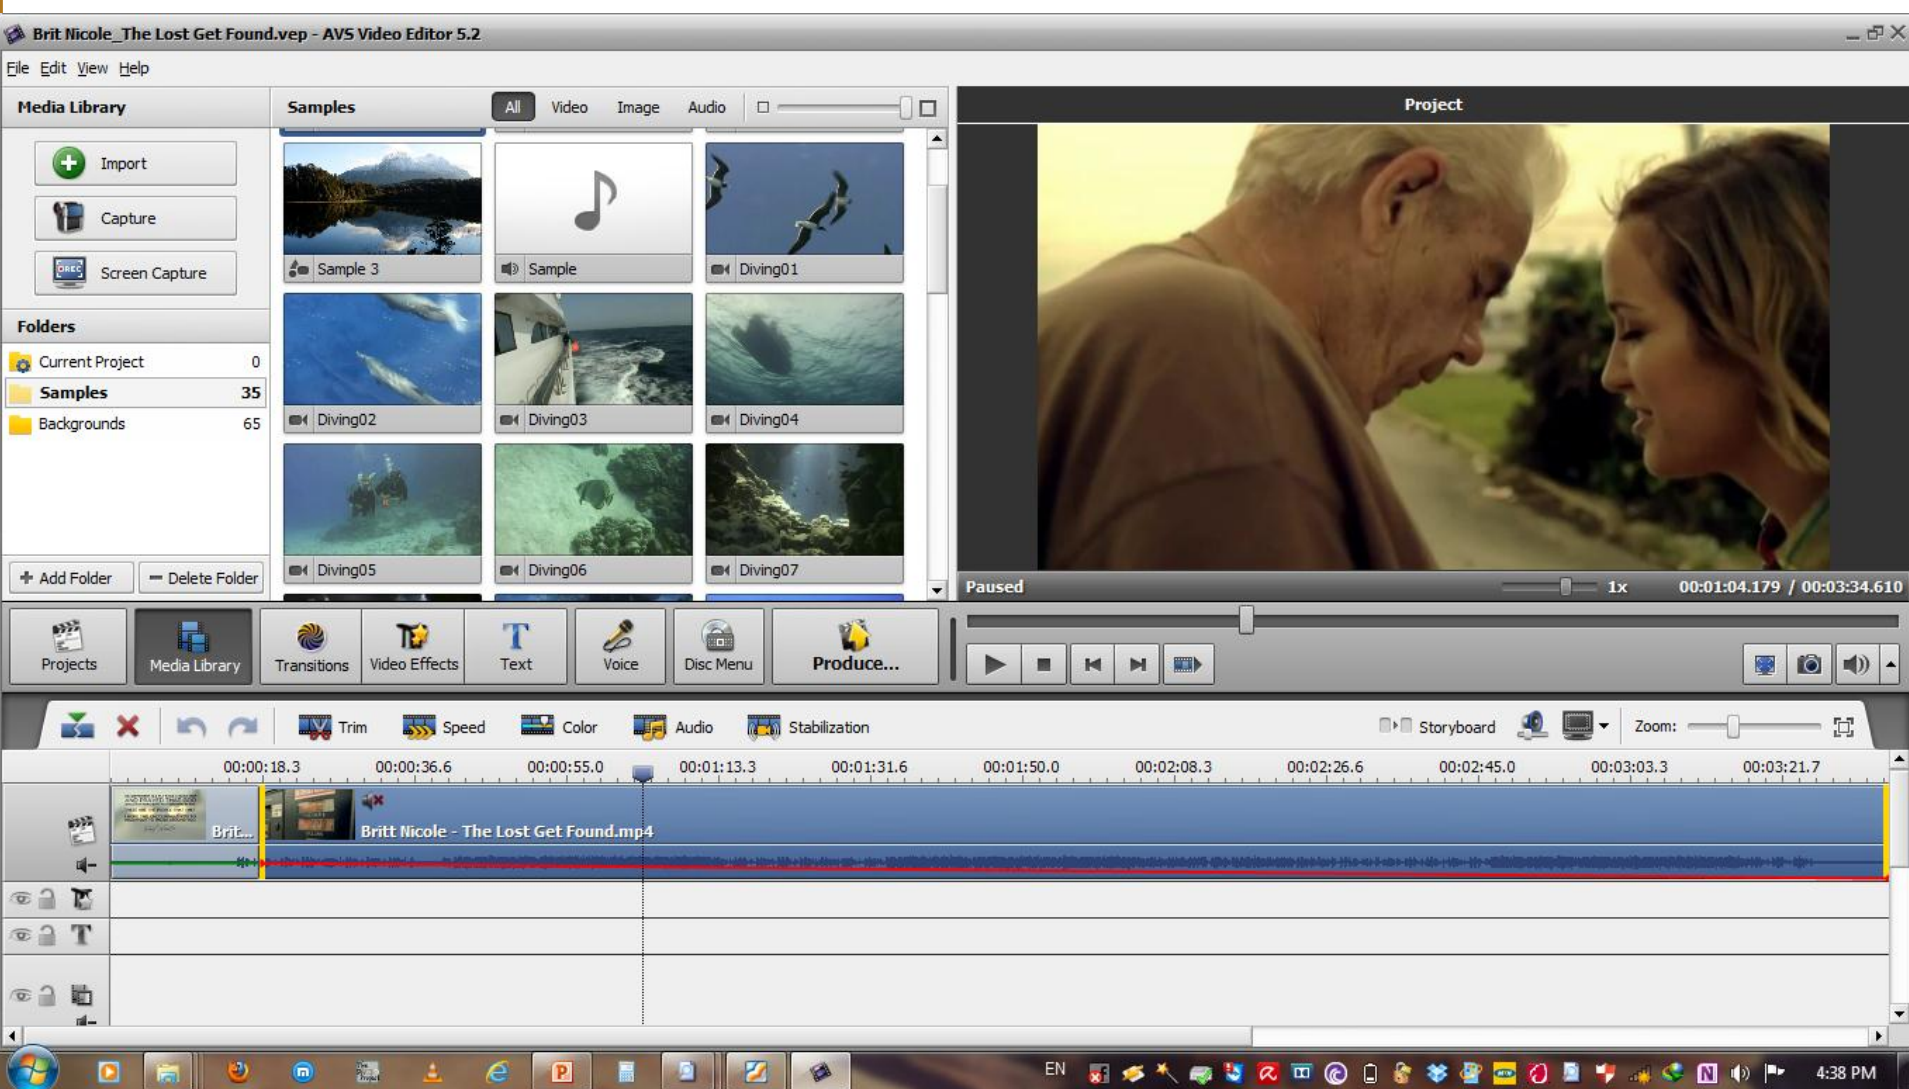 Brit Nicole_The Lost Get Found.vep - AVS Video Editor 5.2
File Edit View Help
Media Library
Samples
All Video Image Audio
Project
Import
Capture
Screen Capture
Sample 3
Sample
Diving01
Folders
Current Project 0
Samples 35
Backgrounds 65
Diving02
Diving03
Diving04
Diving05
Diving06
Diving07
Add Folder
Delete Folder
Paused
1x
00:01:04.179 / 00:03:34.610
Projects
Media Library
Transitions
Video Effects
Text
Voice
Disc Menu
Produce...
Trim
Speed
Color
Audio
Stabilization
Storyboard
Zoom:
00:00:18.3 00:00:36.6 00:00:55.0 00:01:13.3 00:01:31.6 00:01:50.0 00:02:08.3 00:02:26.6 00:02:45.0 00:03:03.3 00:03:21.7
Brit...
Britt Nicole - The Lost Get Found.mp4
EN
4:38 PM